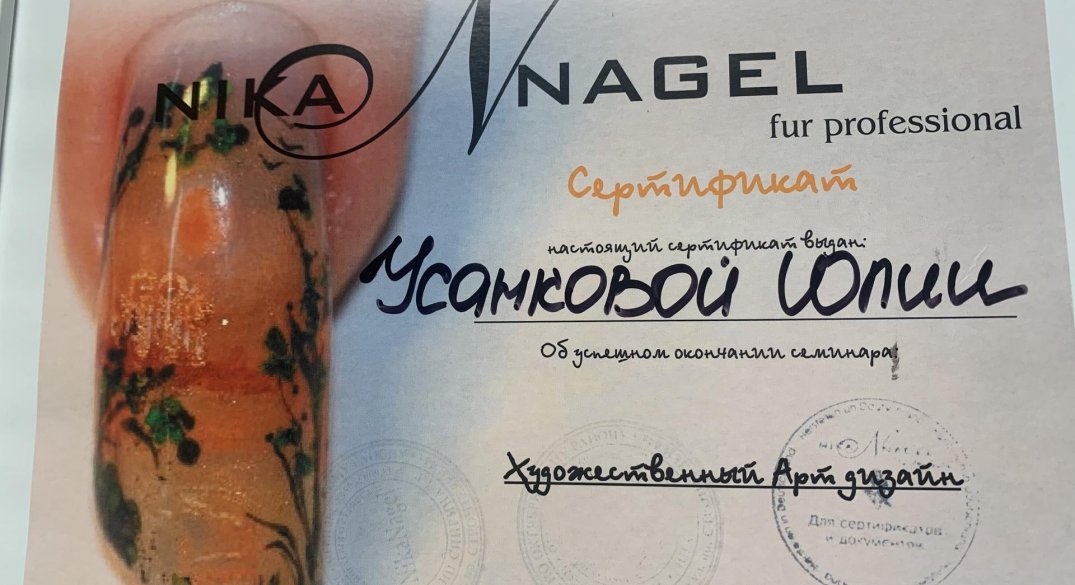 NIKA NAGEL
fur professional
Сертификат
настоящий сертификат выдан:
Усанковой Юлии
Об успешном окончании семинара:
Художественный Арт дизайн
Для сертификатов
и документов